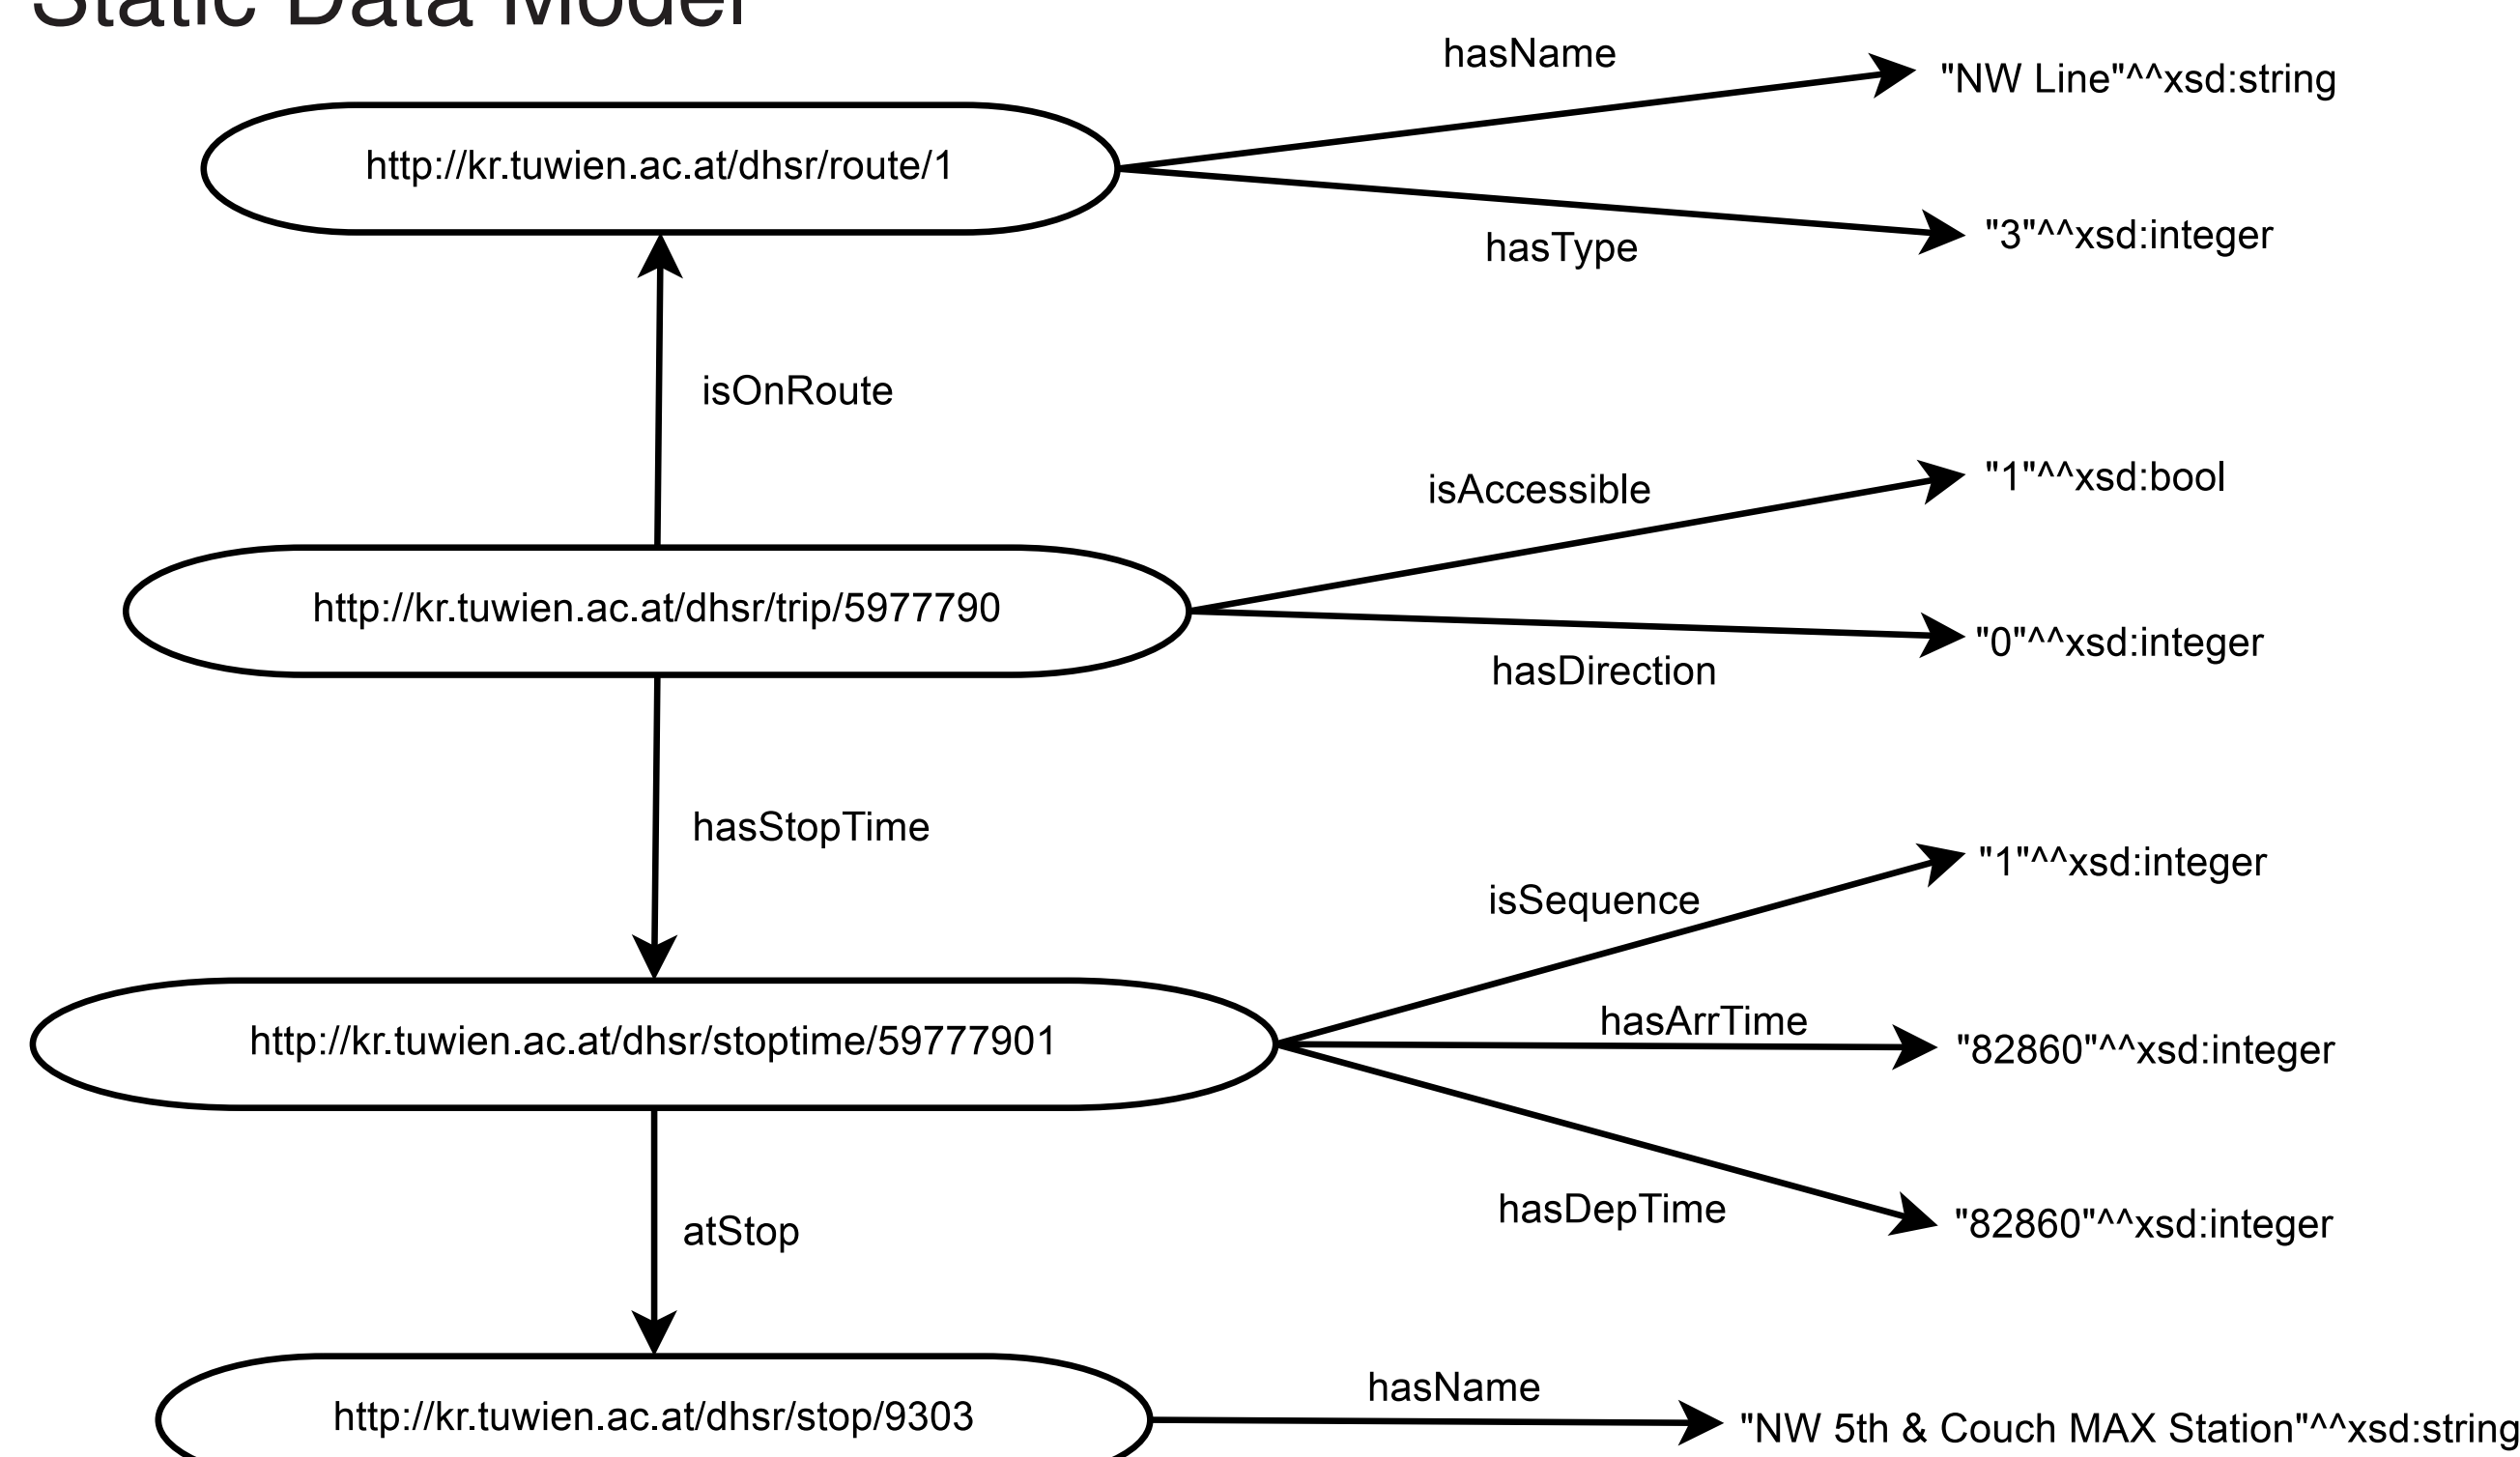 Static Data Model
hasName
"NW Line"^^xsd:string
http://kr.tuwien.ac.at/dhsr/route/1
"3"^^xsd:integer
hasType
isOnRoute
isAccessible
"1"^^xsd:bool
http://kr.tuwien.ac.at/dhsr/trip/5977790
"0"^^xsd:integer
hasDirection
hasStopTime
"1"^^xsd:integer
isSequence
hasArrTime
http://kr.tuwien.ac.at/dhsr/stoptime/59777901
"82860"^^xsd:integer
hasDepTime
"82860"^^xsd:integer
atStop
hasName
http://kr.tuwien.ac.at/dhsr/stop/9303
"NW 5th & Couch MAX Station"^^xsd:string